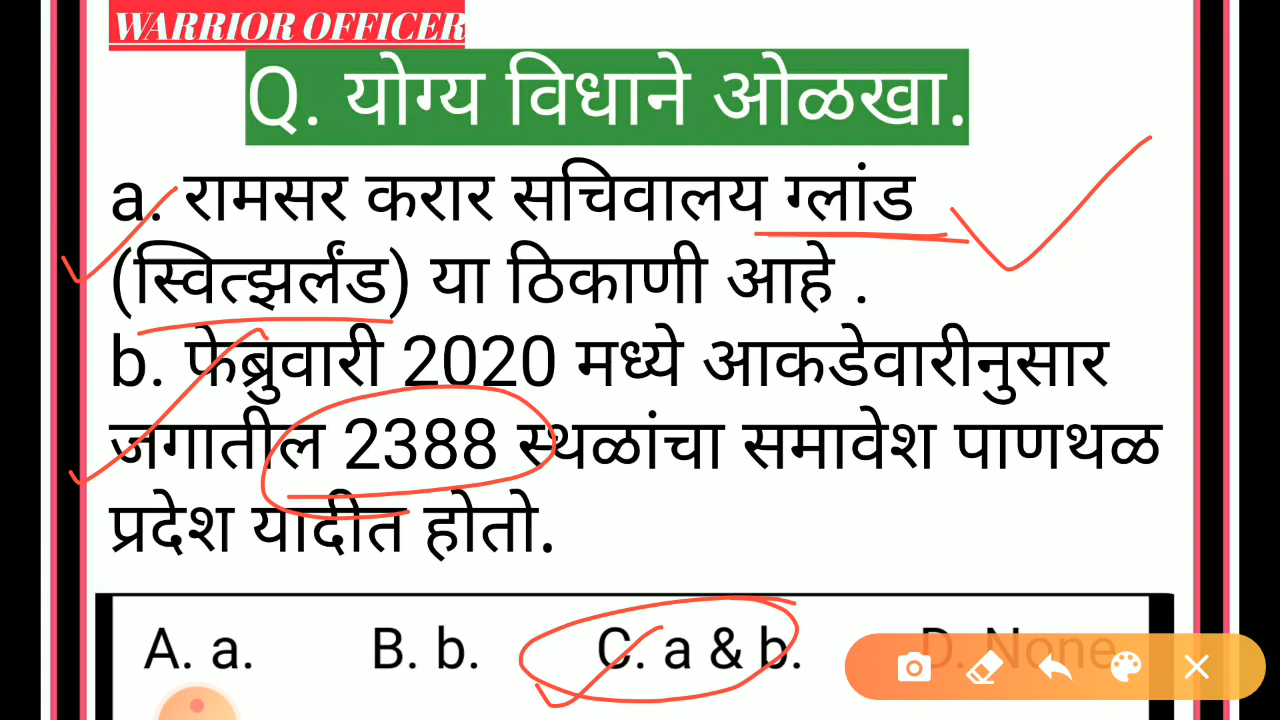 WARRIOR OFFICER
Q. योग्य विधाने ओळखा.
a. रामसर करार सचिवालय ग्लांड
(स्वित्झर्लंड) या ठिकाणी आहे .
b. फेब्रुवारी 2020 मध्ये आकडेवारीनुसार
जगातील 2388 स्थळांचा समावेश पाणथळ
प्रदेश यादीत होतो.
A. a. B. b. C. a & b. D. None